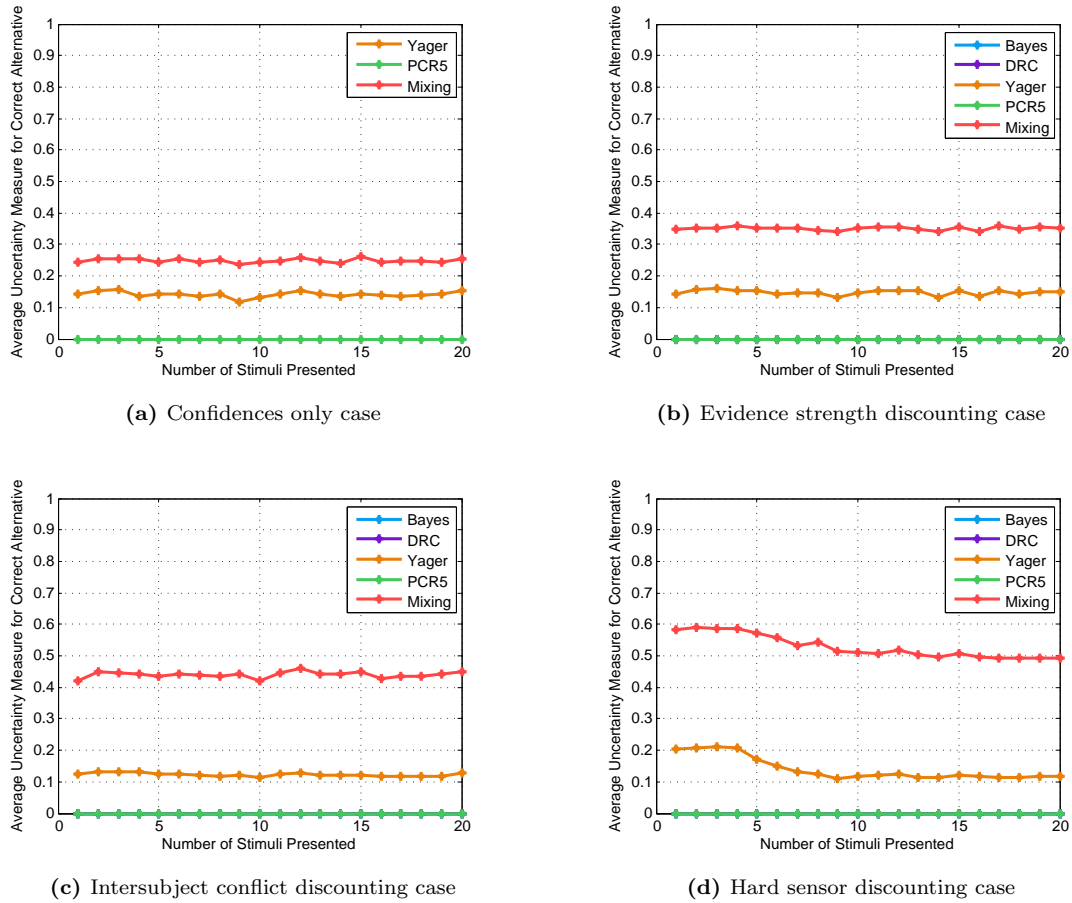 1
0.9
0.8
0.7
0.6
0.5
0.4
0.3
0.2
0.1
0
0 5 10 15 20
Average Uncertainty Measure for Correct Alternative
Number of Stimuli Presented
Yager
PCR5
Mixing
(a) Confidences only case
1
0.9
0.8
0.7
0.6
0.5
0.4
0.3
0.2
0.1
0
0 5 10 15 20
Average Uncertainty Measure for Correct Alternative
Number of Stimuli Presented
Bayes
DRC
Yager
PCR5
Mixing
(b) Evidence strength discounting case
1
0.9
0.8
0.7
0.6
0.5
0.4
0.3
0.2
0.1
0
0 5 10 15 20
Average Uncertainty Measure for Correct Alternative
Number of Stimuli Presented
Bayes
DRC
Yager
PCR5
Mixing
(c) Intersubject conflict discounting case
1
0.9
0.8
0.7
0.6
0.5
0.4
0.3
0.2
0.1
0
0 5 10 15 20
Average Uncertainty Measure for Correct Alternative
Number of Stimuli Presented
Bayes
DRC
Yager
PCR5
Mixing
(d) Hard sensor discounting case